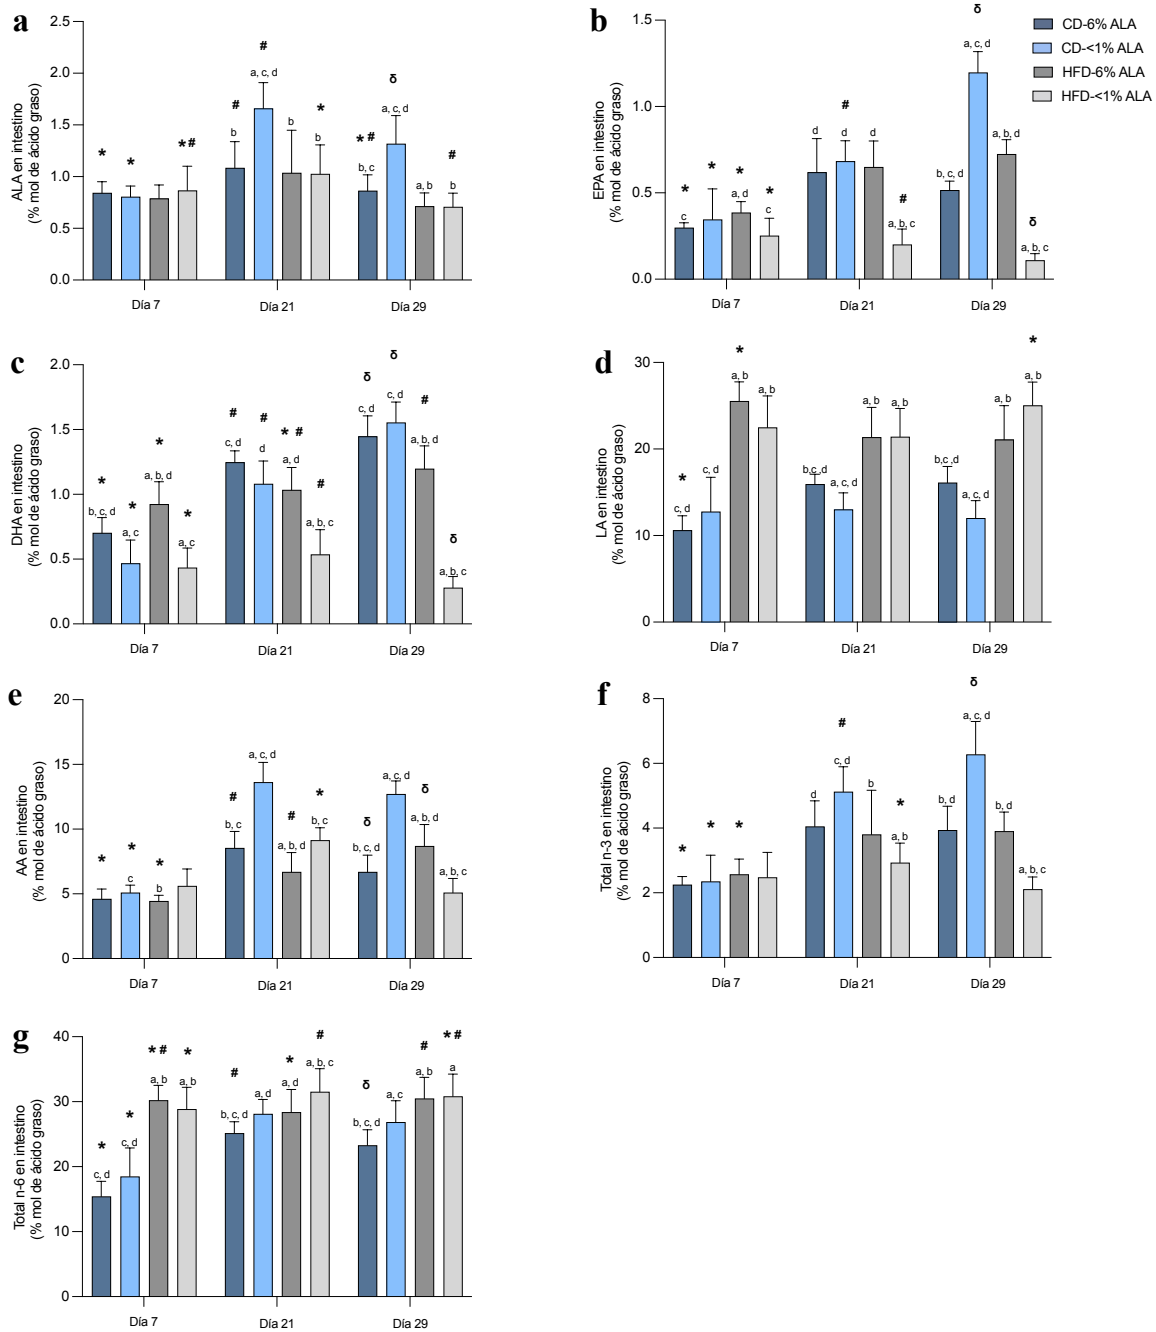 a
ALA en intestino
(% mol de ácido graso)
2.5
2.0
1.5
1.0
0.5
0.0
* * * #
# # *
b a, c, d b b
* # δ #
b, c a, c, d a, b b
Día 7 Día 21 Día 29
b
EPA en intestino
(% mol de ácido graso)
1.5
1.0
0.5
0.0
* * * *
c a, d c
# #
d d d a, b, c
δ δ
b, c, d a, c, d a, b, d a, b, c
Día 7 Día 21 Día 29
CD-6% ALA
CD-<1% ALA
HFD-6% ALA
HFD-<1% ALA
c
DHA en intestino
(% mol de ácido graso)
2.0
1.5
1.0
0.5
0.0
* * * *
b, c, d a, c a, b, d a, c
# # * # #
c, d d a, d a, b, c
δ δ # δ
c, d c, d a, b, d a, b, c
Día 7 Día 21 Día 29
d
LA en intestino
(% mol de ácido graso)
30
20
10
0
* *
c, d c, d a, b a, b
b,c,d a, c,d a, b a, b
*
b,c,d a,c,d a, b a, b
Día 7 Día 21 Día 29
e
AA en intestino
(% mol de ácido graso)
20
15
10
5
0
* * *
c b
# # *
b, c a, c, d a, b, d b, c
δ δ
b, c, d a, c, d a, b, d a, b, c
Día 7 Día 21 Día 29
f
Total n-3 en intestino
(% mol de ácido graso)
8
6
4
2
0
* * *
# *
d c, d b a, b
δ
b, d a, c, d b, d a, b, c
Día 7 Día 21 Día 29
g
Total n-6 en intestino
(% mol de ácido graso)
40
30
20
10
0
* * * # *
c, d c, d a, b a, b
# * #
b, c, d a, d a, d a, b, c
δ # * #
b, c, d a, c a, b a
Día 7 Día 21 Día 29